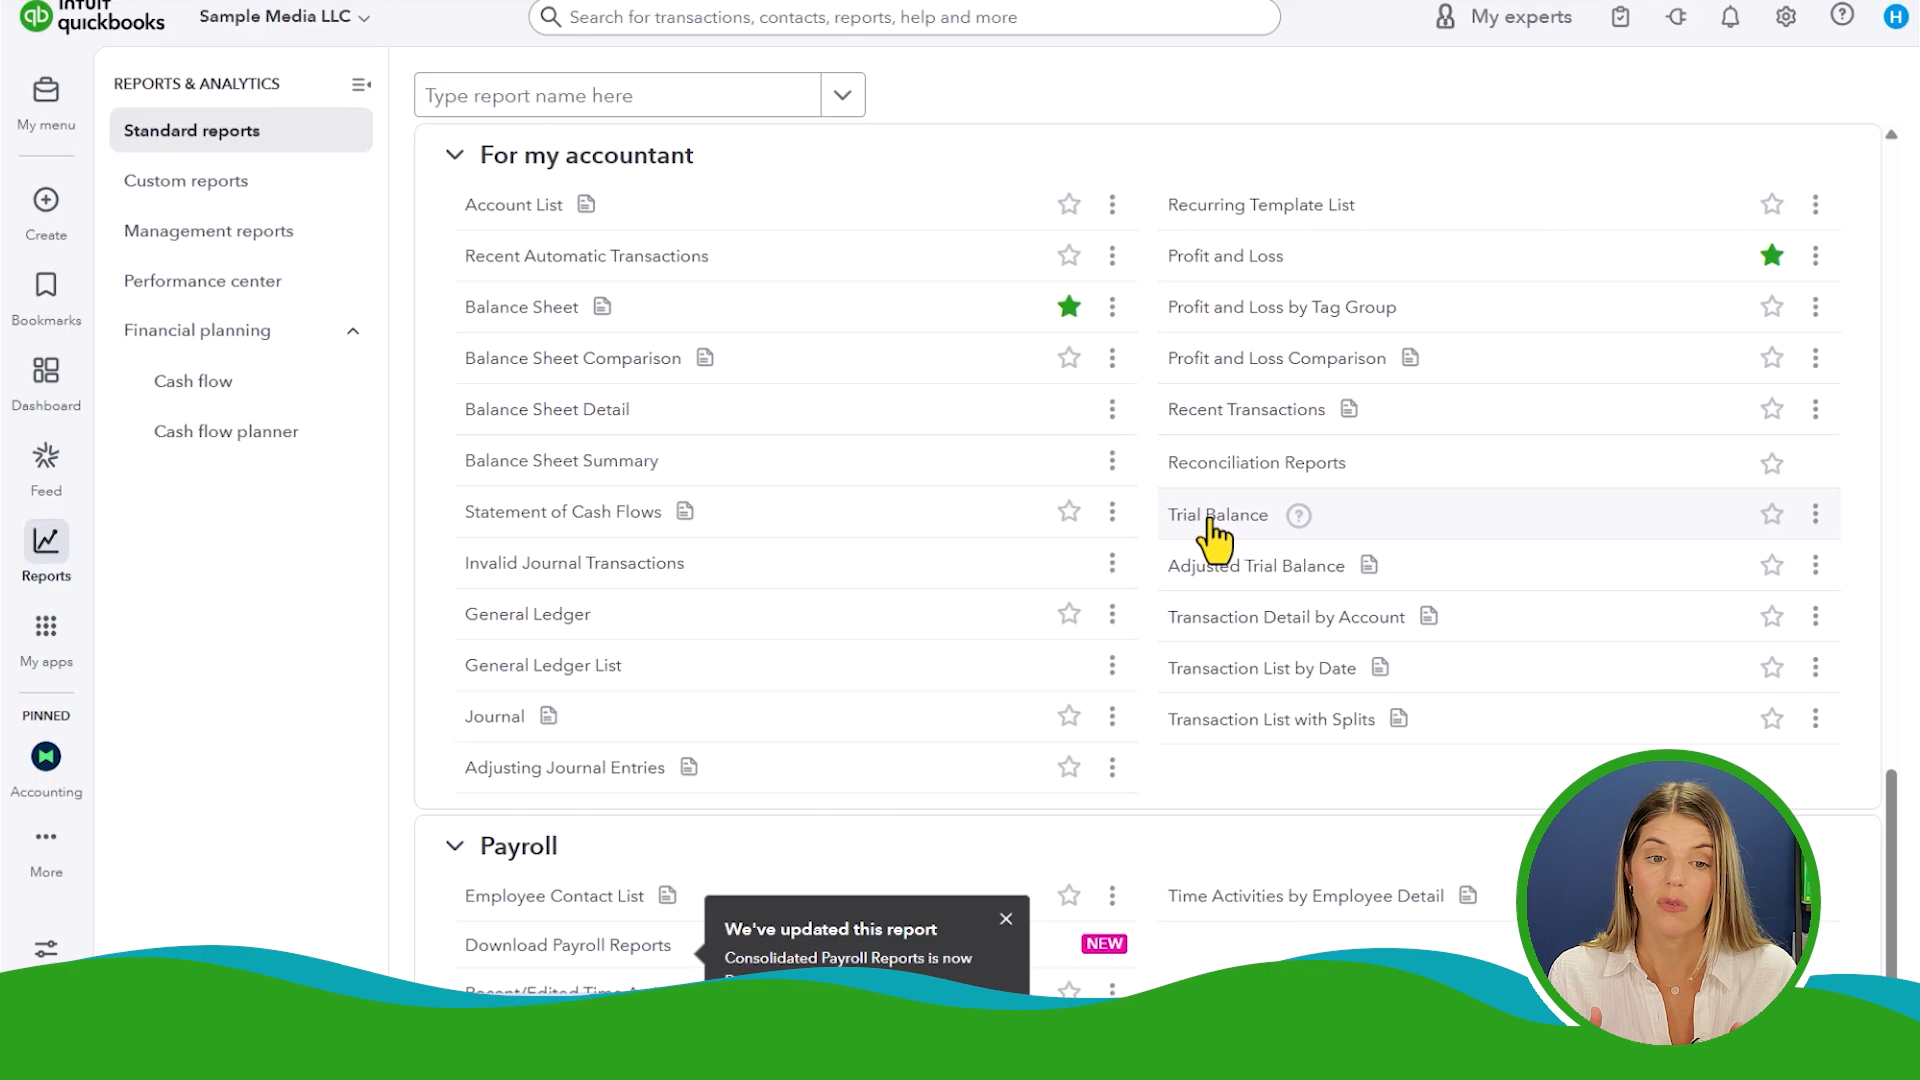 INTUIT
quickbooks
Sample Media LLC
Search for transactions, contacts, reports, help and more
My experts
H
My menu
Create
Bookmarks
Dashboard
Feed
Reports
My apps
PINNED
Accounting
More
REPORTS & ANALYTICS
Standard reports
Custom reports
Management reports
Performance center
Financial planning
Cash flow
Cash flow planner
Type report name here
For my accountant
Account List
Recent Automatic Transactions
Balance Sheet
Balance Sheet Comparison
Balance Sheet Detail
Balance Sheet Summary
Statement of Cash Flows
Invalid Journal Transactions
General Ledger
General Ledger List
Journal
Adjusting Journal Entries
Recurring Template List
Profit and Loss
Profit and Loss by Tag Group
Profit and Loss Comparison
Recent Transactions
Reconciliation Reports
Trial Balance
Adjusted Trial Balance
Transaction Detail by Account
Transaction List by Date
Transaction List with Splits
Payroll
Employee Contact List
Download Payroll Reports
NEW
Recent/Edited Time
Time Activities by Employee Detail
We've updated this report
Consolidated Payroll Reports is now